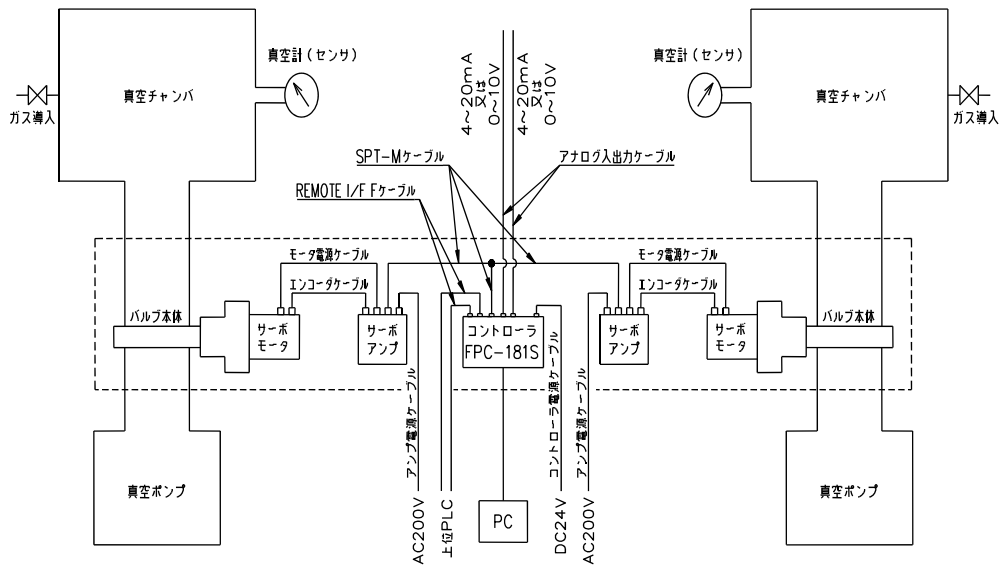 真空計(センサ)
真空計(センサ)
真空チャンバ
真空チャンバ
ガス導入
ガス導入
4～20mA
又は
0～10V
4～20mA
又は
0～10V
SPT-Mケーブル
アナログ入出力ケーブル
REMOTE I/F Fケーブル
モータ電源ケーブル
モータ電源ケーブル
エンコーダケーブル
エンコーダケーブル
バルブ本体
サーボ
モータ
サーボ
アンプ
コントローラ
FPC-181S
サーボ
アンプ
サーボ
モータ
バルブ本体
アンプ電源ケーブル
コントローラ電源ケーブル
アンプ電源ケーブル
真空ポンプ
真空ポンプ
AC200V
上位PLC
PC
DC24V
AC200V